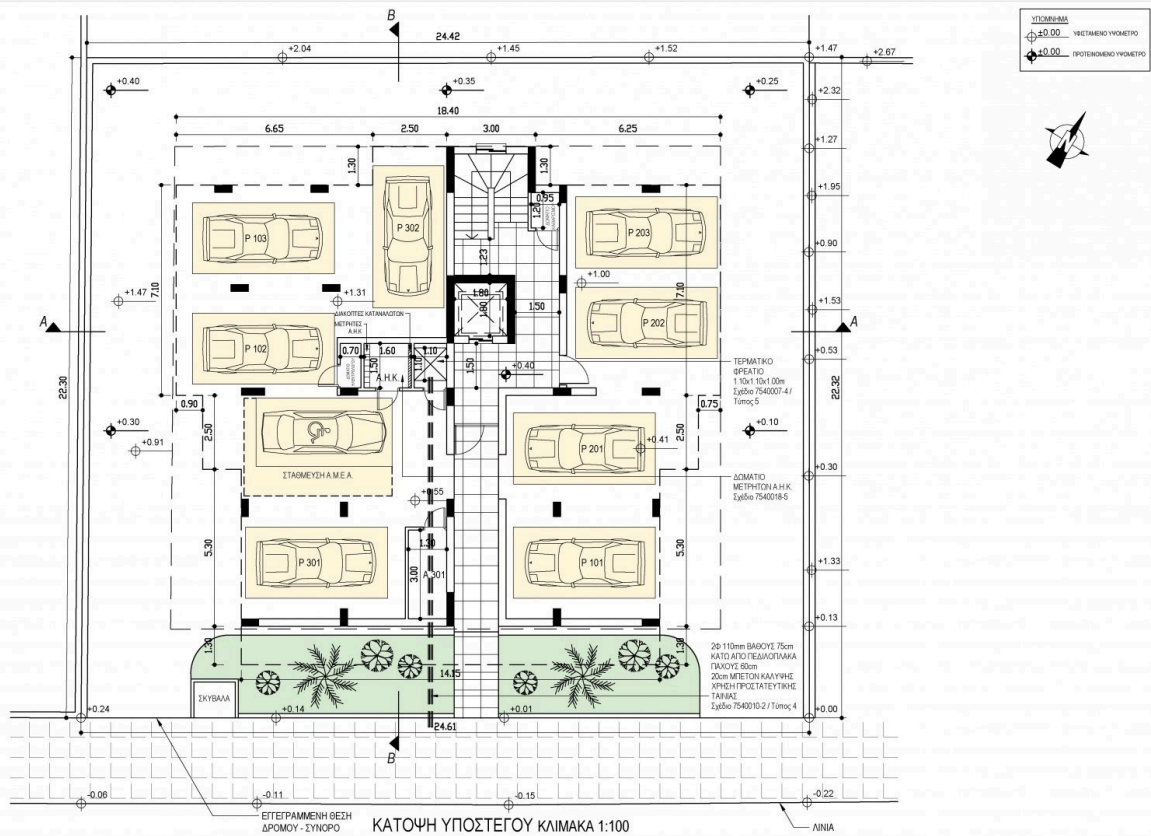 ΥΠΟΜΝΗΜΑ
±0.00 ΥΦΙΣΤΑΜΕΝΟ ΥΨΟΜΕΤΡΟ
±0.00 ΠΡΟΤΕΙΝΟΜΕΝΟ ΥΨΟΜΕΤΡΟ
B
24.42
+2.04
+1.45
+1.52
+1.47
+2.67
+0.40
+0.35
+0.25
+2.32
18.40
6.65
2.50
3.00
6.25
+1.27
1.30
1.30
+1.95
0.95
1.20
P 103
P 302
P 203
1.23
+0.90
7.10
7.10
+1.47
+1.31
+1.00
1.80
1.80
1.50
+1.53
ΔΙΑΚΟΠΤΕΣ ΚΑΤΑΝΑΛΩΤΩΝ
ΜΕΤΡΗΤΕΣ
Α.Η.Κ
A
A
P 102
P 202
0.70
1.60
1.10
1.50
Α.Η.Κ.
1.50
+0.40
+0.53
ΤΕΡΜΑΤΙΚΟ
ΦΡΕΑΤΙΟ
1.10x1.10x1.00m
Σχέδιο 7540007-4 /
Τύπος 5
22.30
22.32
0.90
0.75
+0.30
+0.91
2.50
2.50
+0.10
P 201
+0.41
ΣΤΑΘΜΕΥΣΗ Α.Μ.Ε.Α.
+0.30
ΔΩΜΑΤΙΟ
ΜΕΤΡΗΤΩΝ Α.Η.Κ.
Σχέδιο 7540018-5
+0.55
5.30
5.30
1.30
3.00
A 301
P 301
P 101
+1.33
+0.13
1.30
1.30
14.15
2Φ 110mm ΒΑΘΟΥΣ 75cm
ΚΑΤΩ ΑΠΟ ΠΕΔΙΛΟΠΛΑΚΑ
ΠΑΧΟΥΣ 60cm
20cm ΜΠΕΤΟΝ ΚΑΛΥΨΗΣ
ΧΡΗΣΗ ΠΡΟΣΤΑΤΕΥΤΙΚΗΣ
ΤΑΙΝΙΑΣ
Σχέδιο 7540010-2 / Τύπος 4
ΣΚΥΒΑΛΑ
+0.24
+0.14
+0.01
+0.00
24.61
B
-0.06
-0.11
-0.15
-0.22
ΕΓΓΕΓΡΑΜΜΕΝΗ ΘΕΣΗ
ΔΡΟΜΟΥ - ΣΥΝΟΡΟ
ΚΑΤΟΨΗ ΥΠΟΣΤΕΓΟΥ ΚΛΙΜΑΚΑ 1:100
ΛΙΝΙΑ